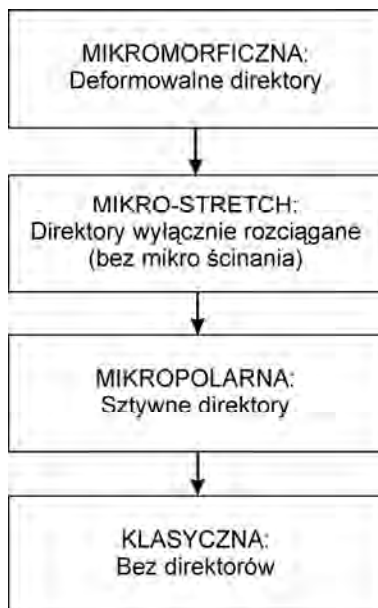 MIKROMORFICZNA:
Deformowalne direktory
MIKRO-STRETCH:
Direktory wyłącznie rozciągane
(bez mikro ścinania)
MIKROPOLARNA:
Sztywne direktory
KLASYCZNA:
Bez direktorów